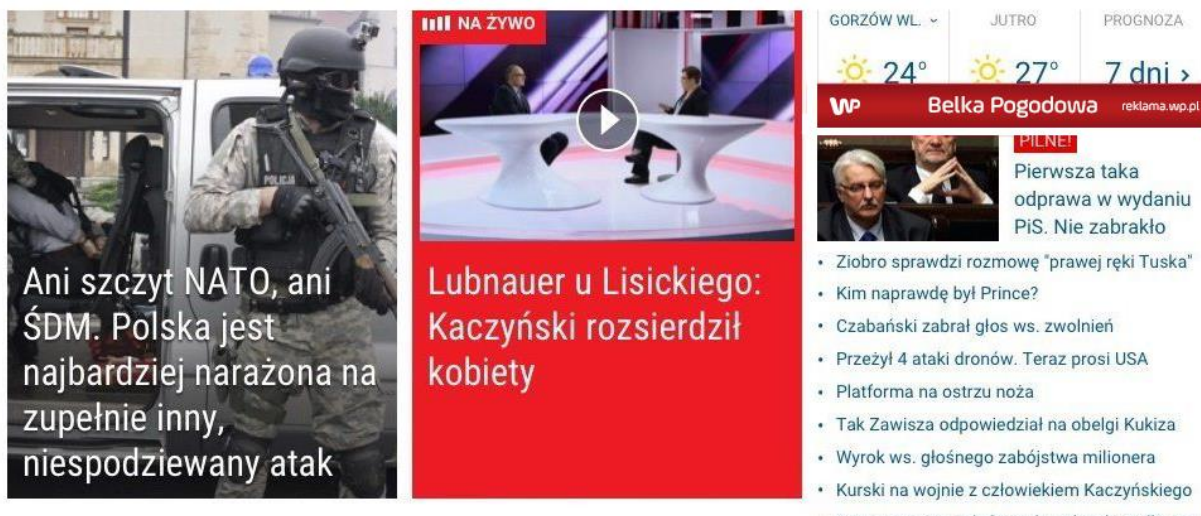 POLICJA
Ani szczyt NATO, ani
ŚDM. Polska jest
najbardziej narażona na
zupełnie inny,
niespodziewany atak
NA ŻYWO
Lubnauer u Lisickiego:
Kaczyński rozsierdził
kobiety
GORZÓW WL. JUTRO PROGNOZA
24° 27° 7 dni >
WP Belka Pogodowa reklama.wp.pl
PILNE!
Pierwsza taka
odprawa w wydaniu
PiS. Nie zabrakło
• Ziobro sprawdzi rozmowę "prawej ręki Tuska"
• Kim naprawdę był Prince?
• Czabański zabrał głos ws. zwolnień
• Przeżył 4 ataki dronów. Teraz prosi USA
• Platforma na ostrzu noża
• Tak Zawisza odpowiedział na obelgi Kukiza
• Wyrok ws. głośnego zabójstwa milionera
• Kurski na wojnie z człowiekiem Kaczyńskiego